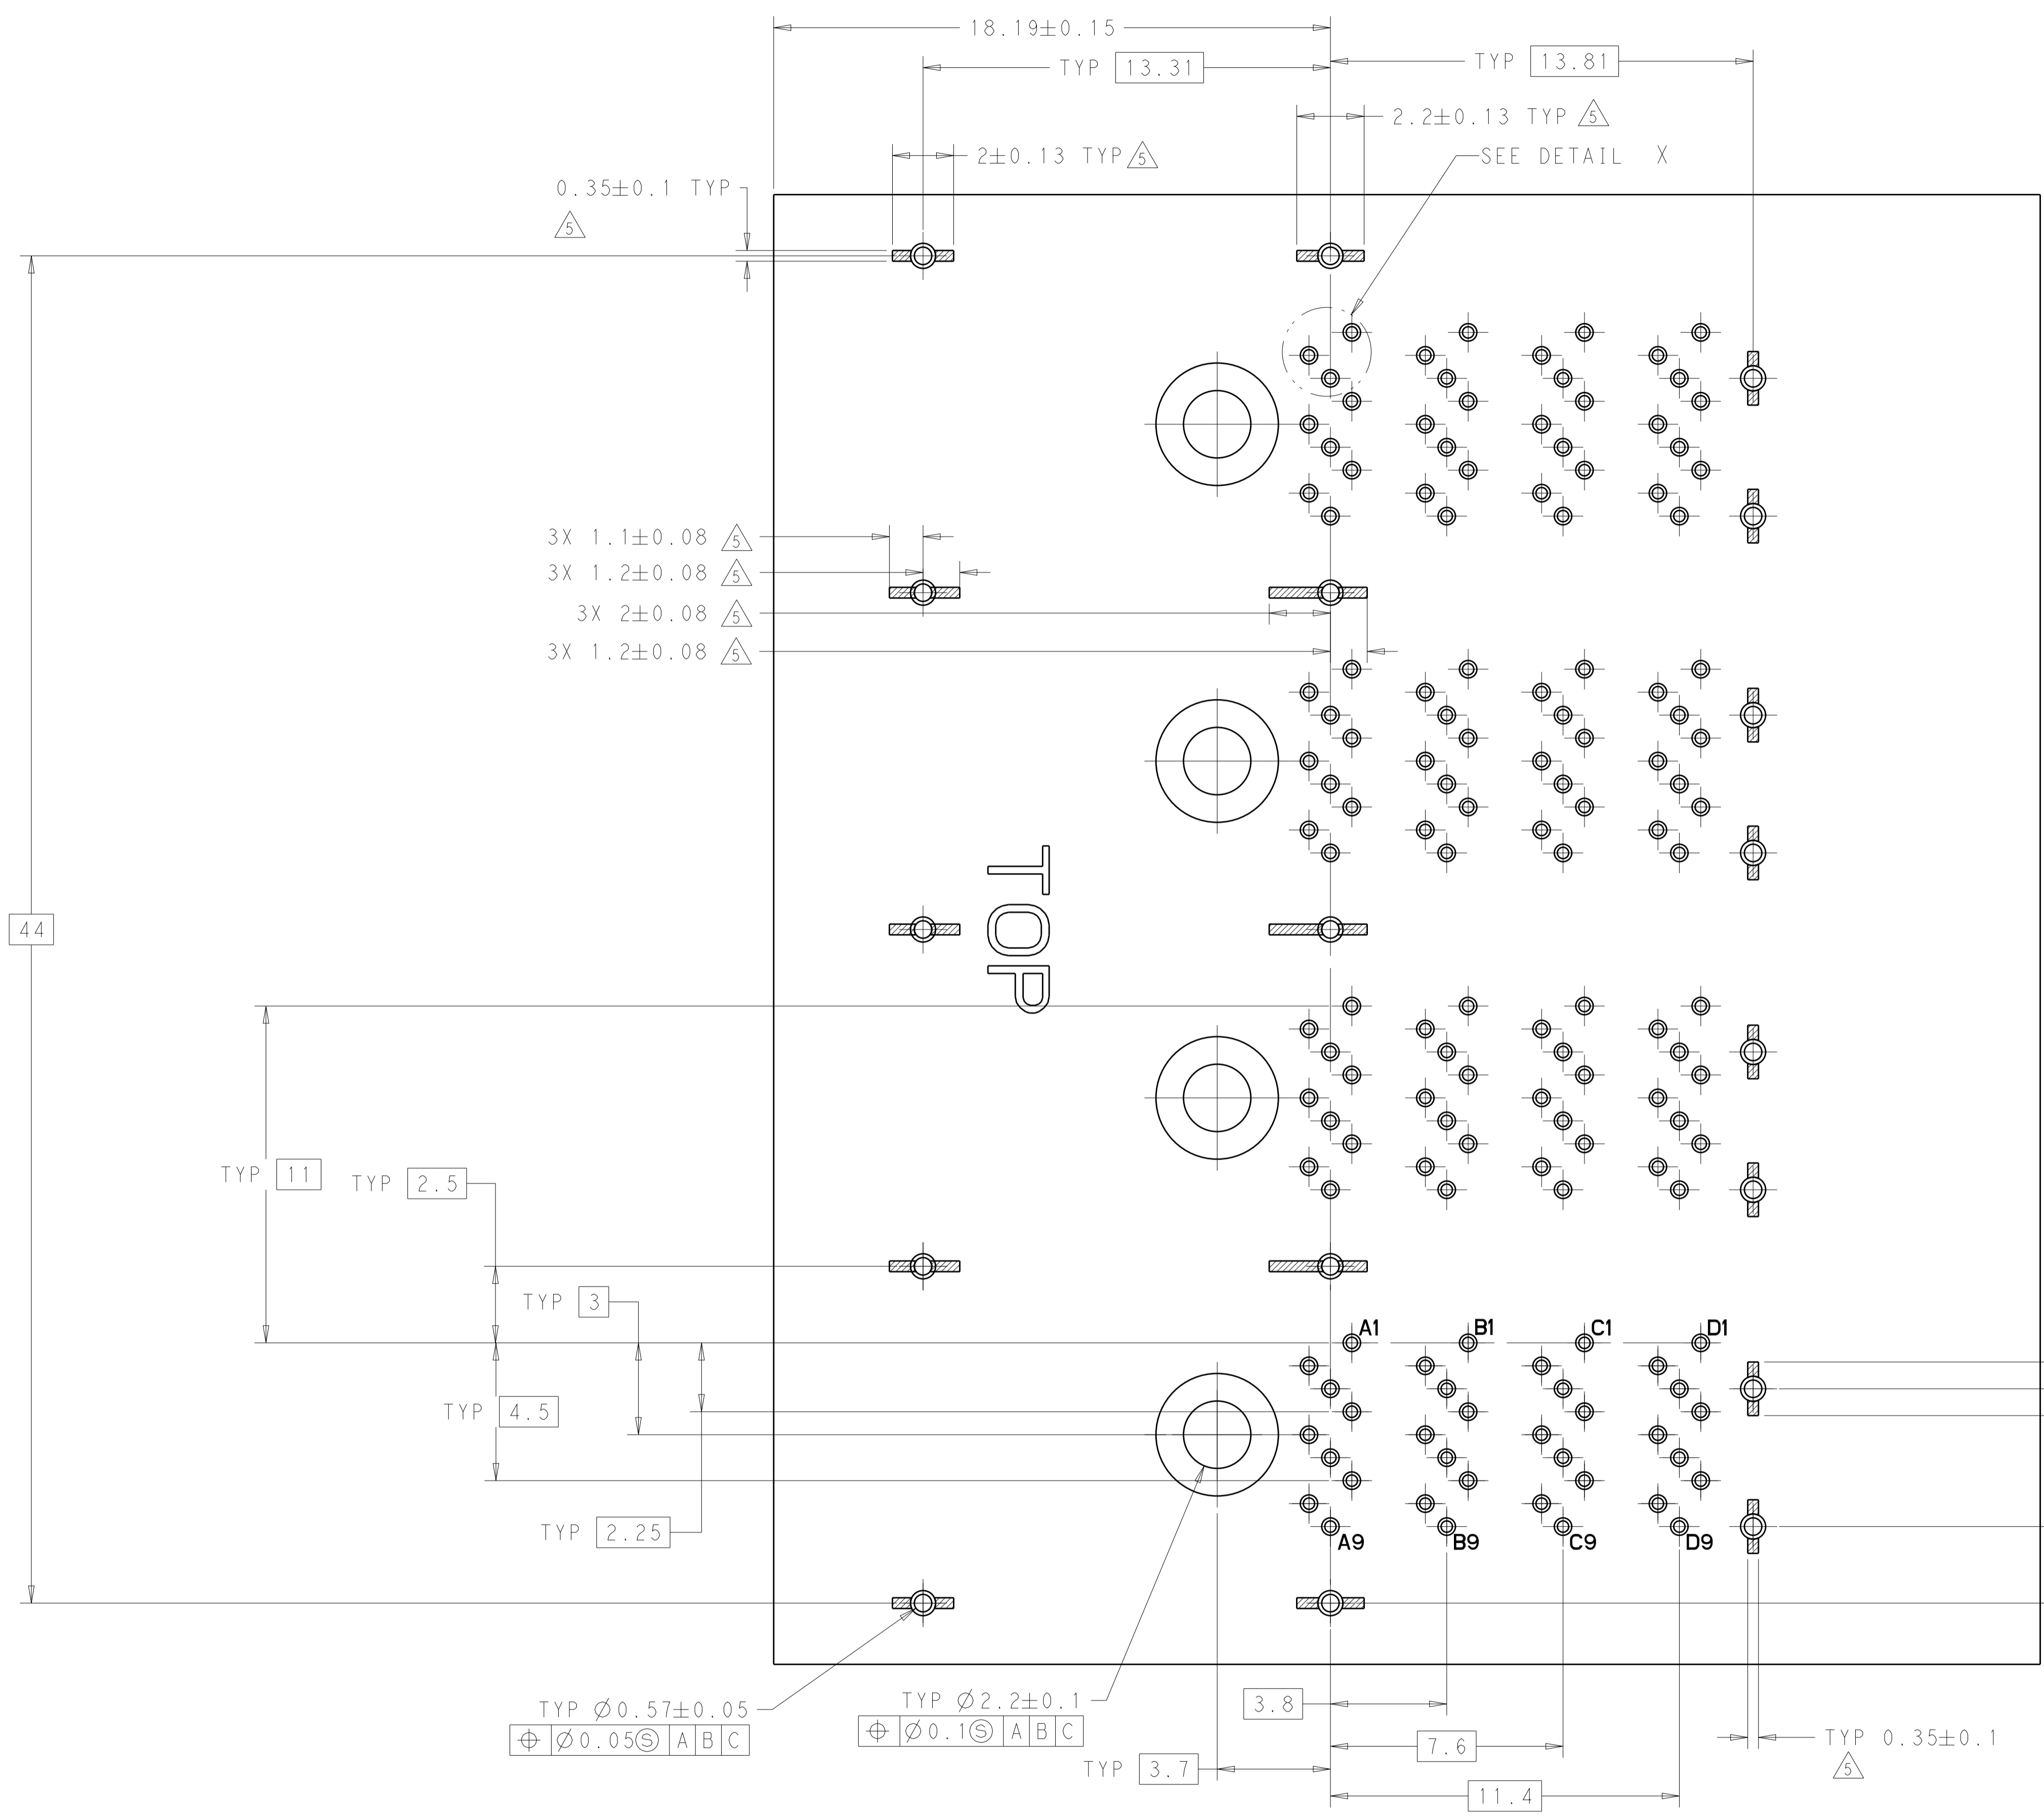 18.19±0.15
TYP 13.31
TYP 13.81
2.2±0.13 TYP 5
2±0.13 TYP 5
SEE DETAIL X
0.35±0.1 TYP
5
3X 1.1±0.08 5
3X 1.2±0.08 5
3X 2±0.08 5
3X 1.2±0.08 5
TOP
44
TYP 11
TYP 2.5
TYP 3
A1
B1
C1
D1
TYP 4.5
TYP 2.25
A9
B9
C9
D9
TYP Ø0.57±0.05
⌖ Ø0.05Ⓢ A B C
TYP Ø2.2±0.1
⌖ Ø0.1Ⓢ A B C
3.8
7.6
TYP 3.7
11.4
TYP 0.35±0.1
5